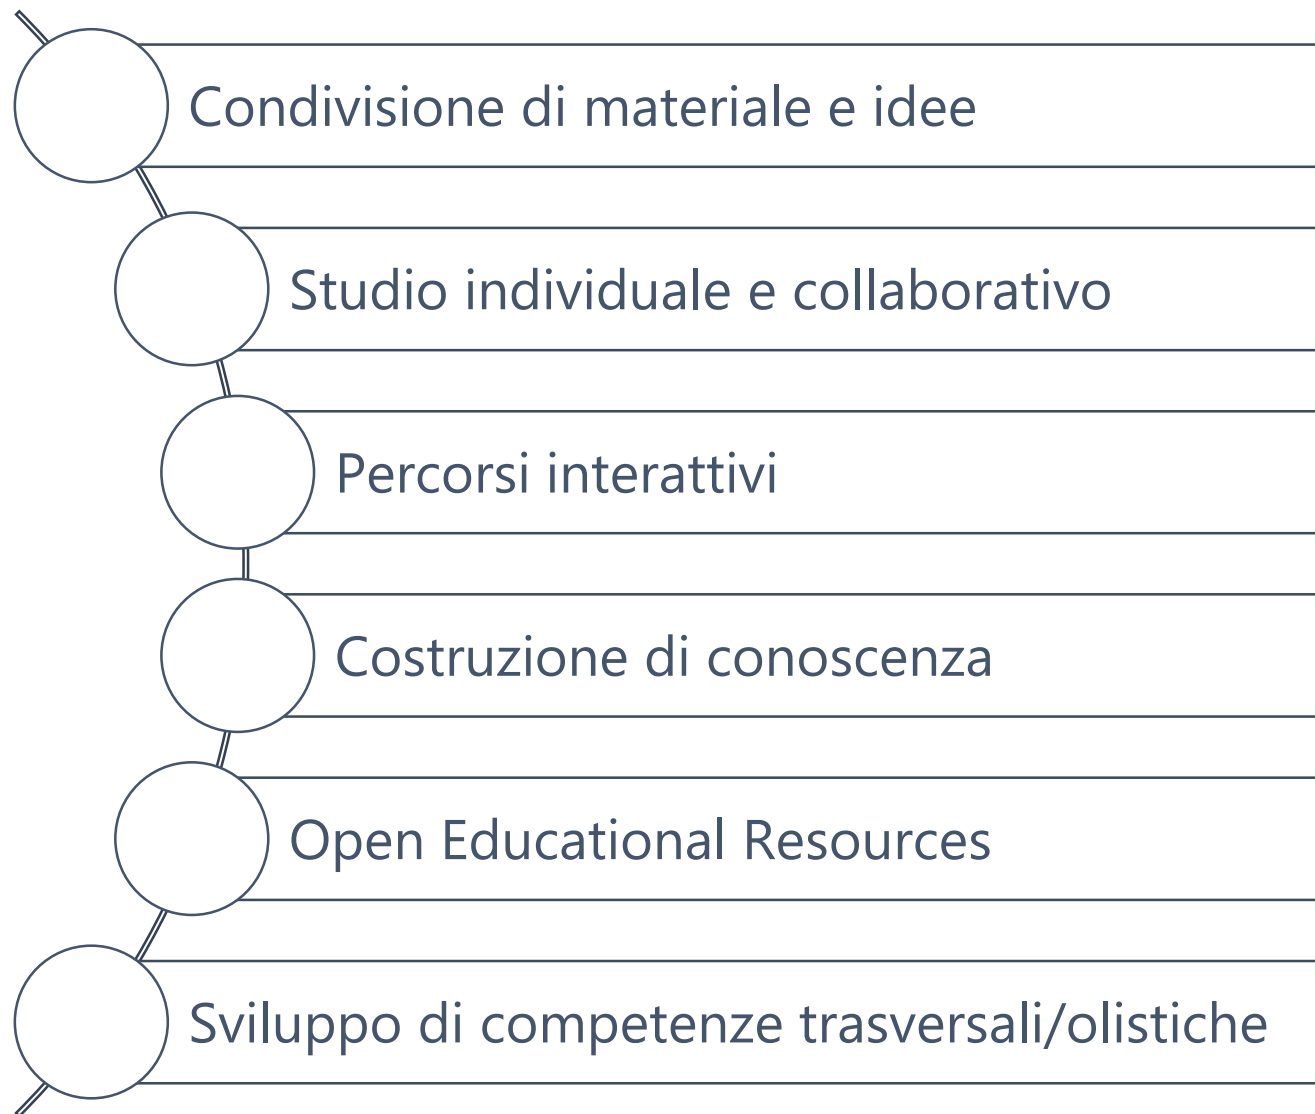 Condivisione di materiale e idee
Studio individuale e collaborativo
Percorsi interattivi
Costruzione di conoscenza
Open Educational Resources
Sviluppo di competenze trasversali/olistiche